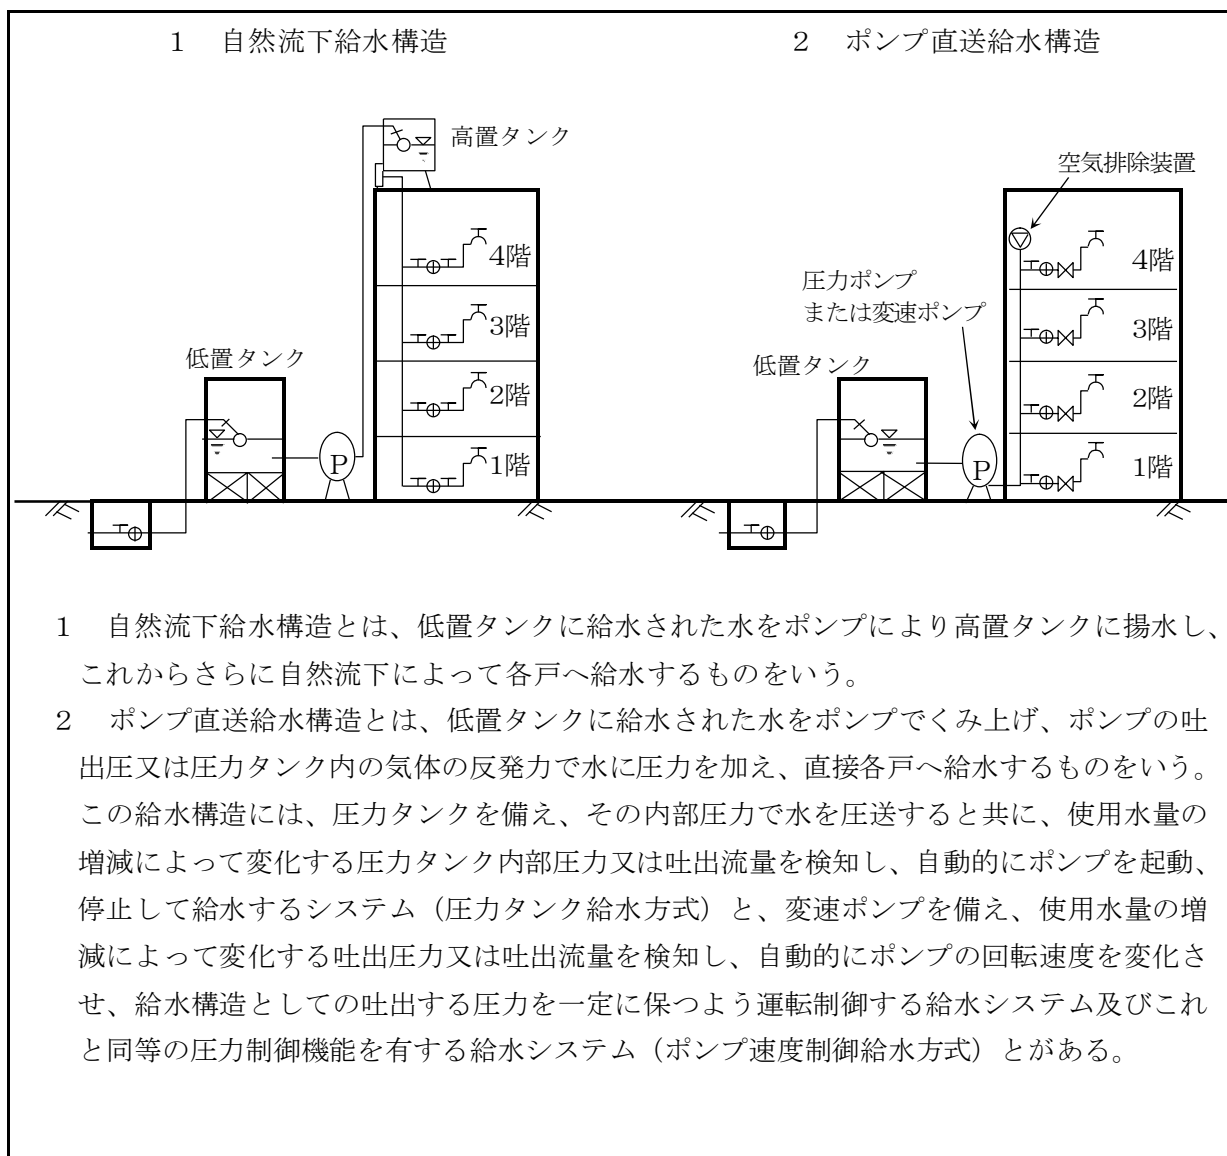 １　自然流下給水構造
２　ポンプ直送給水構造
高置タンク
空気排除装置
4階
3階
2階
1階
低置タンク
P
圧力ポンプ
または変速ポンプ
低置タンク
P
4階
3階
2階
1階
１　自然流下給水構造とは、低置タンクに給水された水をポンプにより高置タンクに揚水し、
これからさらに自然流下によって各戸へ給水するものをいう。
２　ポンプ直送給水構造とは、低置タンクに給水された水をポンプでくみ上げ、ポンプの吐
出圧又は圧力タンク内の気体の反発力で水に圧力を加え、直接各戸へ給水するものをいう。
この給水構造には、圧力タンクを備え、その内部圧力で水を圧送すると共に、使用水量の
増減によって変化する圧力タンク内部圧力又は吐出流量を検知し、自動的にポンプを起動、
停止して給水するシステム（圧力タンク給水方式）と、変速ポンプを備え、使用水量の増
減によって変化する吐出圧力又は吐出流量を検知し、自動的にポンプの回転速度を変化さ
せ、給水構造としての吐出する圧力を一定に保つよう運転制御する給水システム及びこれ
と同等の圧力制御機能を有する給水システム（ポンプ速度制御給水方式）とがある。